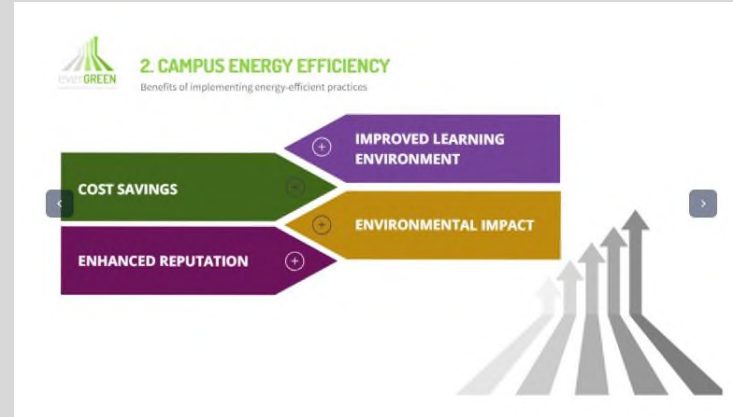 everGREEN
2. CAMPUS ENERGY EFFICIENCY
Benefits of implementing energy-efficient practices
IMPROVED LEARNING
ENVIRONMENT
COST SAVINGS
ENVIRONMENTAL IMPACT
ENHANCED REPUTATION